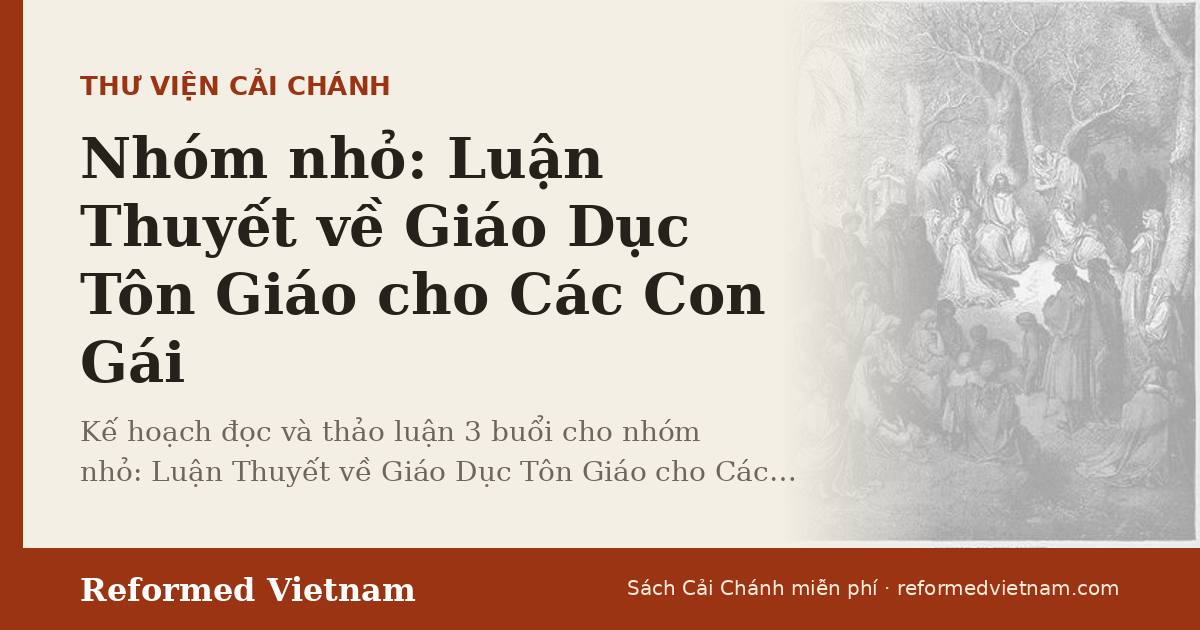 THƯ VIỆN CẢI CHÁNH
Nhóm nhỏ: Luận
Thuyết về Giáo Dục
Tôn Giáo cho Các Con
Gái
Kế hoạch đọc và thảo luận 3 buổi cho nhóm
nhỏ: Luận Thuyết về Giáo Dục Tôn Giáo cho Các...
Reformed Vietnam
Sách Cải Chánh miễn phí · reformedvietnam.com